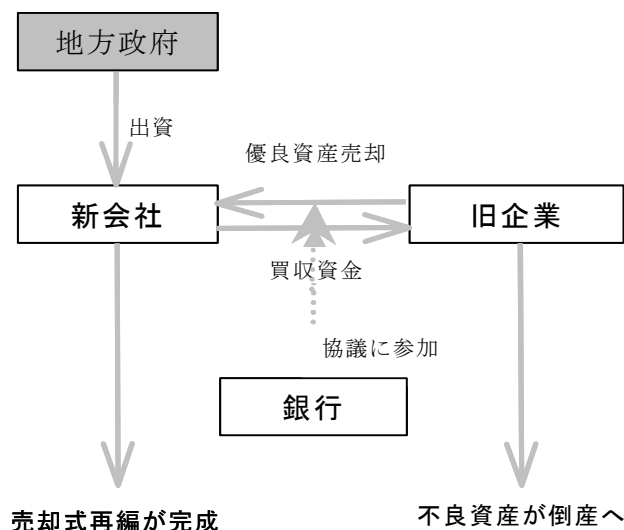 地方政府
出資
優良資産売却
新会社
旧企業
買収資金
協議に参加
銀行
売却式再編が完成
不良資産が倒産へ